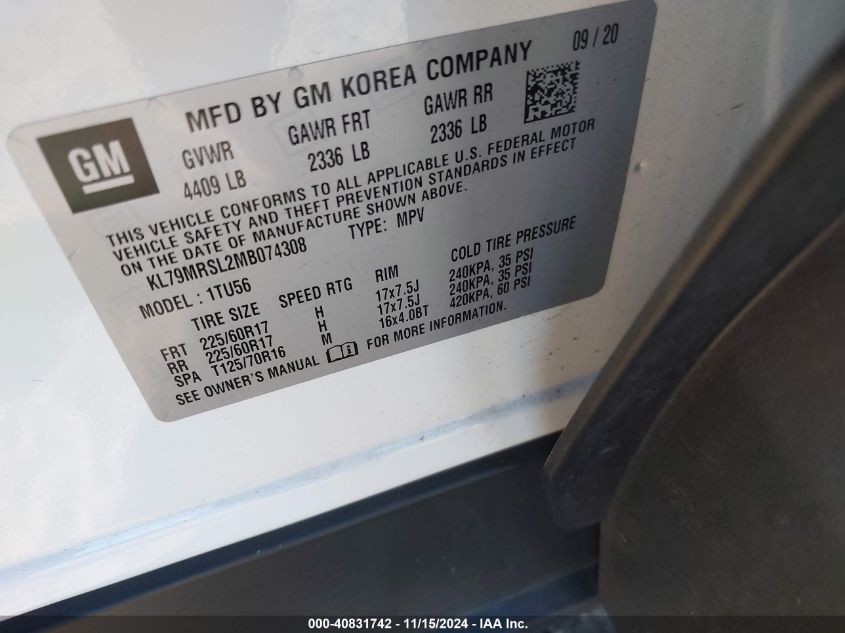 MFD BY GM KOREA COMPANY 09 / 20
GM
GVWR GAWR FRT GAWR RR
4409 LB 2336 LB 2336 LB
THIS VEHICLE CONFORMS TO ALL APPLICABLE U.S. FEDERAL MOTOR
VEHICLE SAFETY AND THEFT PREVENTION STANDARDS IN EFFECT
ON THE DATE OF MANUFACTURE SHOWN ABOVE.
KL79MRSL2MB074308 TYPE: MPV
MODEL : 1TU56
TIRE SIZE SPEED RTG RIM COLD TIRE PRESSURE
FRT 225/60R17 H 17x7.5J 240KPA, 35 PSI
RR 225/60R17 H 17x7.5J 240KPA, 35 PSI
SPA T125/70R16 M 16x4.0BT 420KPA, 60 PSI
SEE OWNER'S MANUAL FOR MORE INFORMATION.
000-40831742 - 11/15/2024 - IAA Inc.